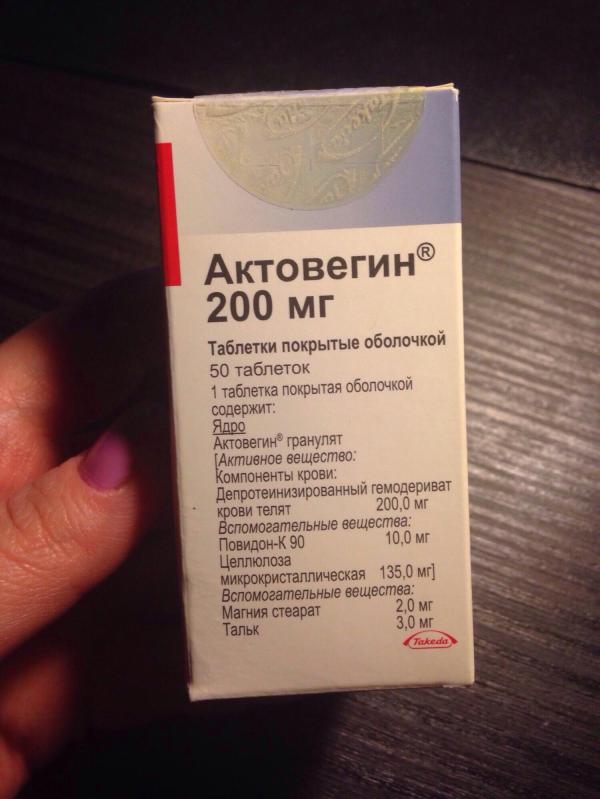 Актовегин®
200 мг
Таблетки покрытые оболочкой
50 таблеток
1 таблетка покрытая оболочкой
содержит:
Ядро
Актовегин® гранулят
[Активное вещество:
Компоненты крови:
Депротеинизированный гемодериват
крови телят 200,0 мг
Вспомогательные вещества:
Повидон-К 90 10,0 мг
Целлюлоза
микрокристаллическая 135,0 мг]
Вспомогательные вещества:
Магния стеарат 2,0 мг
Тальк 3,0 мг
Takeda